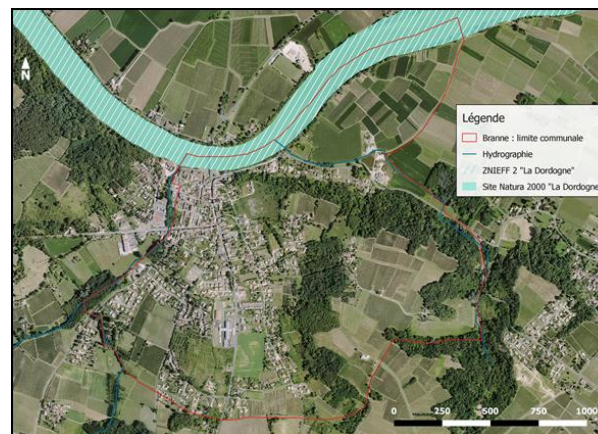 N
Légende
Branne : limite communale
Hydrographie
ZNIEFF 2 "La Dordogne"
Site Natura 2000 "La Dordogne
0 250 500 750 1000